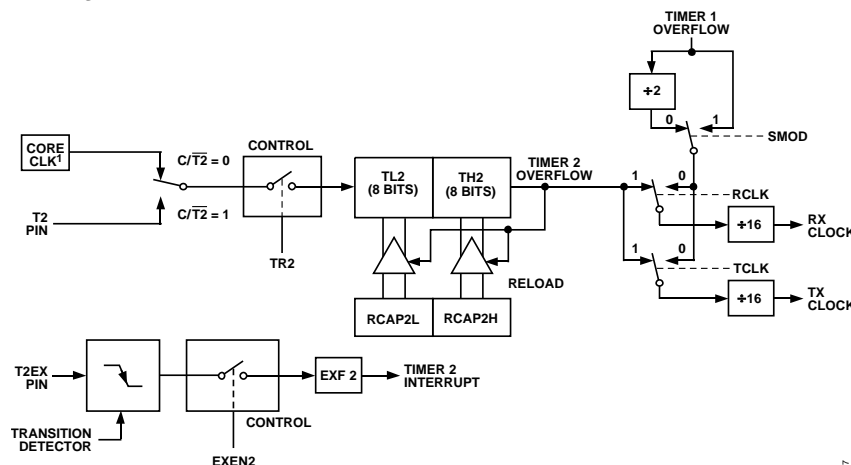 TIMER 1
OVERFLOW
÷2
0
1
SMOD
CORE
CLK1
C/T2 = 0
CONTROL
TL2
(8 BITS)
TH2
(8 BITS)
TIMER 2
OVERFLOW
1
0
RCLK
T2
PIN
C/T2 = 1
÷16
RX
CLOCK
TR2
1
0
TCLK
RELOAD
÷16
TX
CLOCK
RCAP2L
RCAP2H
T2EX
PIN
EXF 2
TIMER 2
INTERRUPT
CONTROL
TRANSITION
DETECTOR
EXEN2
7